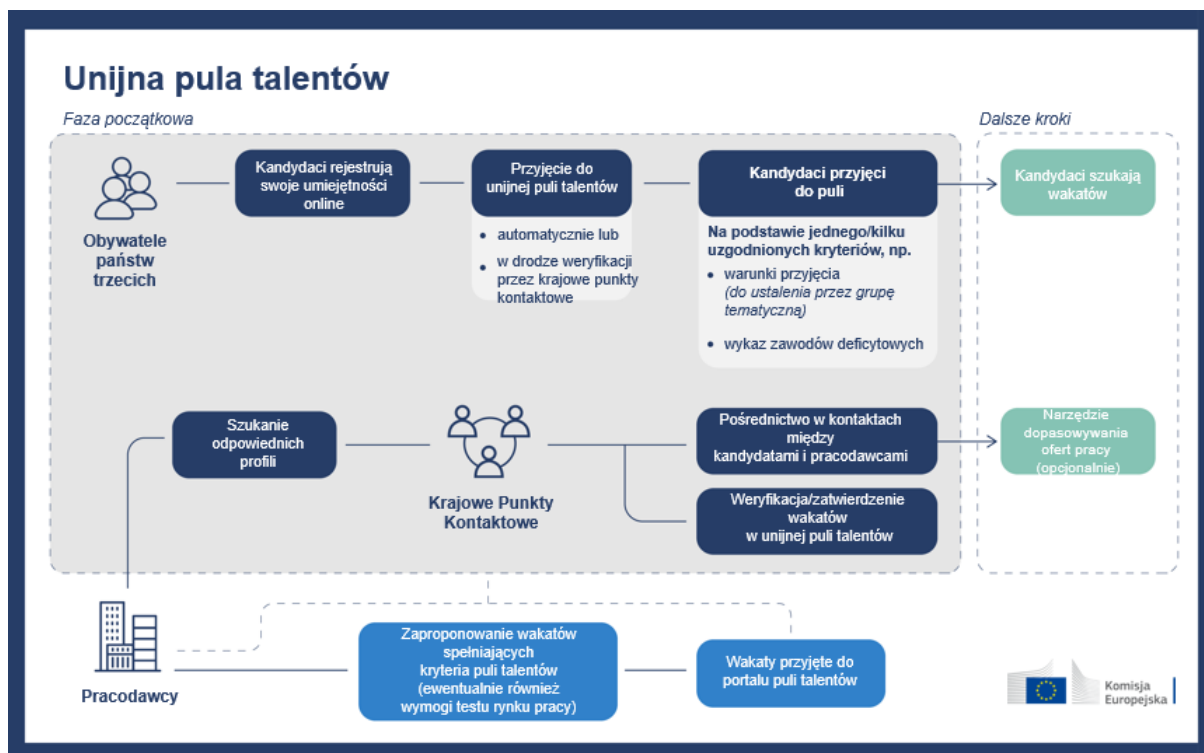 Unijna pula talentów
Faza początkowa
Dalsze kroki
Obywatele
państw
trzecich
Kandydaci rejestrują
swoje umiejętności
online
Przyjęcie do
unijnej puli talentów
• automatycznie lub
• w drodze weryfikacji
przez krajowe punkty
kontaktowe
Kandydaci przyjęci
do puli
Na podstawie jednego/kilku
uzgodnionych kryteriów, np.
• warunki przyjęcia
(do ustalenia przez grupę
tematyczną)
• wykaz zawodów deficytowych
Kandydaci szukają
wakatów
Szukanie
odpowiednich
profili
Krajowe Punkty
Kontaktowe
Pośrednictwo w kontaktach
między
kandydatami i pracodawcami
Weryfikacja/zatwierdzenie
wakatów
w unijnej puli talentów
Narzędzie
dopasowywania
ofert pracy
(opcjonalnie)
Pracodawcy
Zaproponowanie wakatów
spełniających
kryteria puli talentów
(ewentualnie również
wymogi testu rynku pracy)
Wakaty przyjęte do
portalu puli talentów
Komisja
Europejska